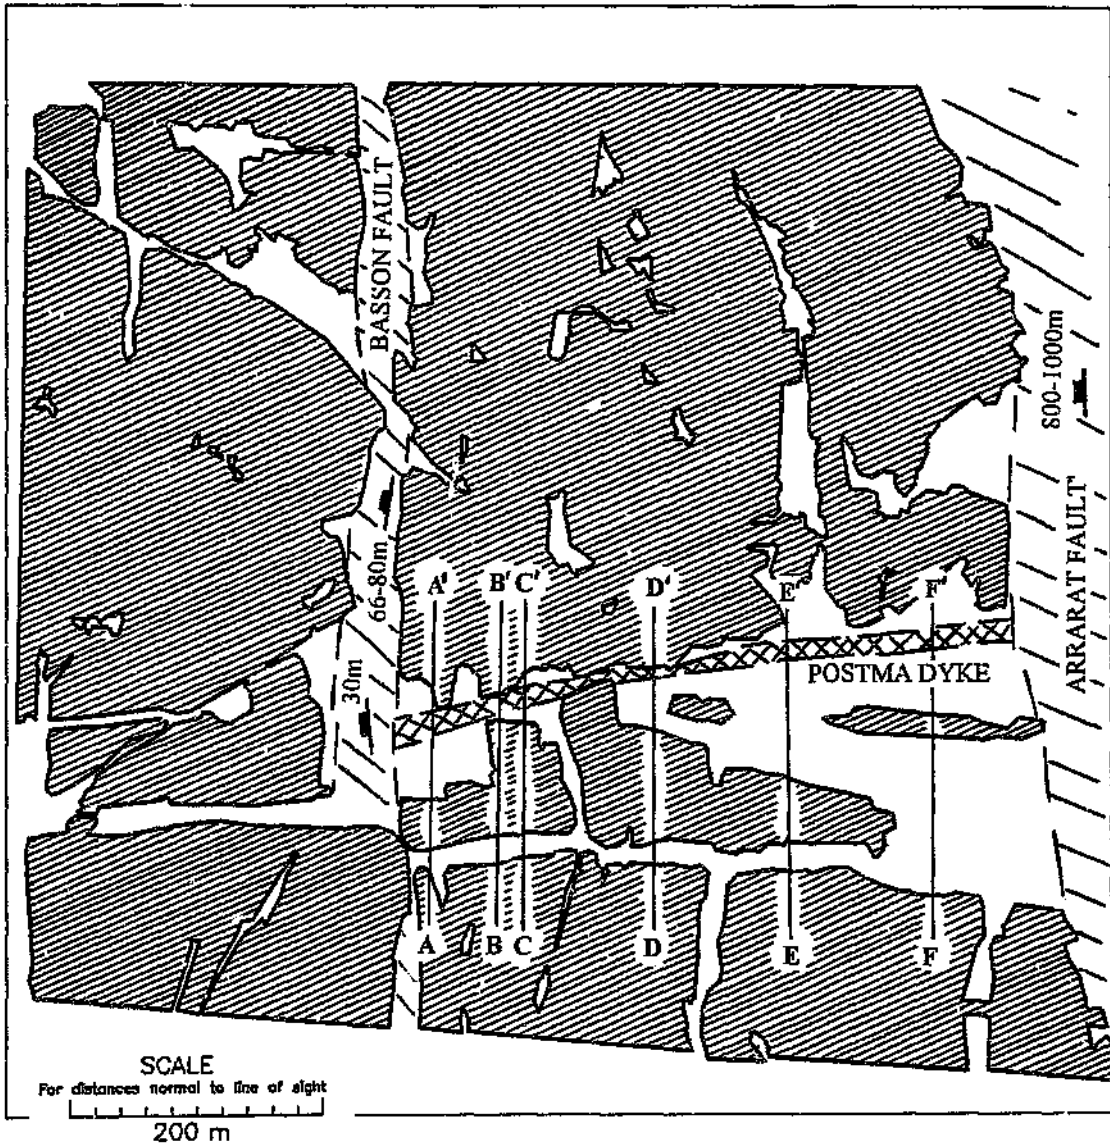 BASSON FAULT
800-1000m
ARRARAT FAULT
66-80m
30m
A' B' C' D' E' F'
POSTMA DYKE
A B C D E F
SCALE
For distances normal to line of sight
200 m